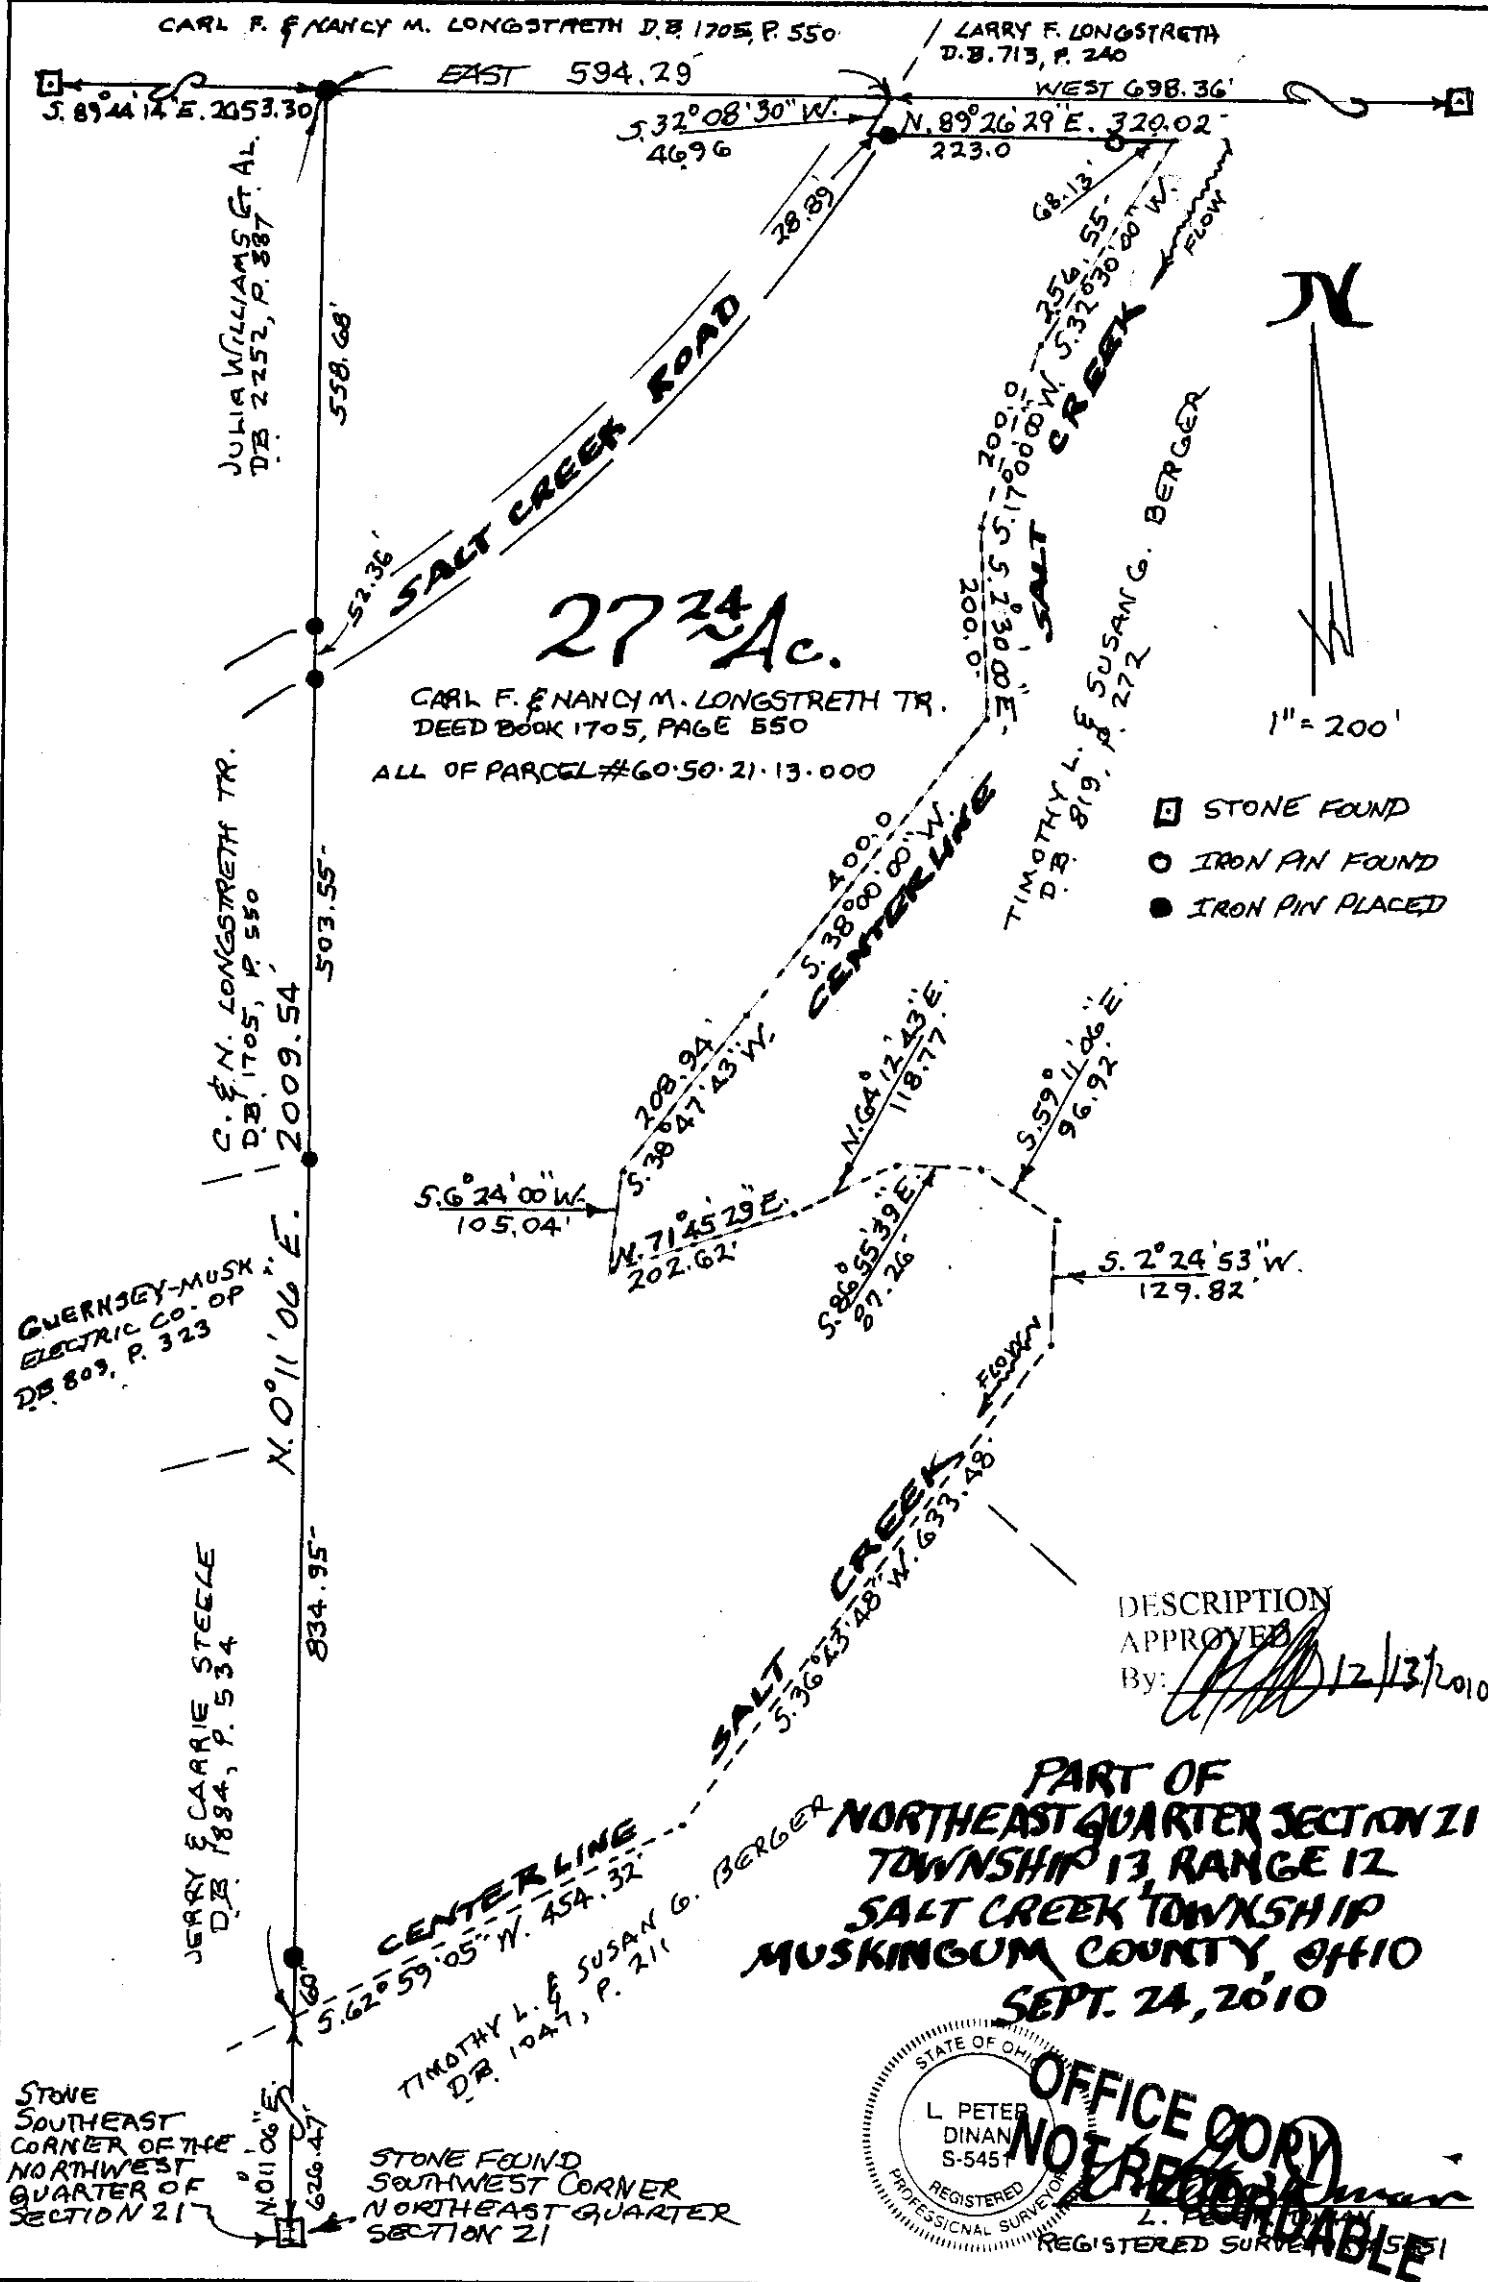 CARL F. & NANCY M. LONGSTRETH D.B. 1705, P. 550
LARRY F. LONGSTRETH
D.B. 713, P. 240
EAST 594.29'
WEST 698.36'
S. 89°44'14"E. 2053.30
S. 32°08'30" W.
46.96
N. 89°26'29"E. 320.02
223.0
68.13'
28.89
FLOW
256.55'
S. 32°30'00" W.
JULIA WILLIAMS ET. AL.
DB 2252, P. 387
558.68'
SALT CREEK ROAD
52.36'
N
200.0
S. 17°00'00" W.
SALT CREEK
200.0'
S. 2°30'00" E.
27 24 Ac.
CARL F. & NANCY M. LONGSTRETH TR.
DEED BOOK 1705, PAGE 550
ALL OF PARCEL #60.50.21.13.000
TIMOTHY L. & SUSAN G. BERGER
D.B. 819, P. 272
1" = 200'
STONE FOUND
IRON PIN FOUND
IRON PIN PLACED
C. & N. LONGSTRETH TR.
D.B. 1705, P. 550
2009.54'
503.55'
400.0
S. 38°00'00" W.
CENTERLINE
208.94'
S. 38°47'43" W.
N. 64°12'43"E.
118.77'
S. 59°11'06"E.
96.92'
S. 6°24'00" W.
105.04'
N. 71°45'29"E.
202.62'
S. 86°55'39"E.
87.26'
S. 2°24'53" W.
129.82'
GUERNSEY-MUSK.
ELECTRIC CO-OP
DB 803, P. 323
N. 0°11'06" E.
FLOW
SALT CREEK
S. 36°43'48" W. 633.48
JERRY & CARRIE STEELE
D.B. 1884, P. 534
834.95'
DESCRIPTION
APPROVED
By: 12/13/2010
CENTERLINE
S. 62°59'05" W. 454.32'
60'
TIMOTHY L. & SUSAN G. BERGER
DB. 1047, P. 211
PART OF
NORTHEAST QUARTER SECTION 21
TOWNSHIP 13, RANGE 12
SALT CREEK TOWNSHIP
MUSKINGUM COUNTY, OHIO
SEPT. 24, 2010
STONE
SOUTHEAST
CORNER OF THE
NORTHWEST
QUARTER OF
SECTION 21
N 0°11'06"E.
626.47'
STONE FOUND
SOUTHWEST CORNER
NORTHEAST QUARTER
SECTION 21
STATE OF OHIO
L. PETER
DINAN
S-5451
REGISTERED
PROFESSIONAL SURVEYOR
OFFICE COPY
NOT RECORDABLE
L. PETER DINAN
REGISTERED SURVEYOR S-5451